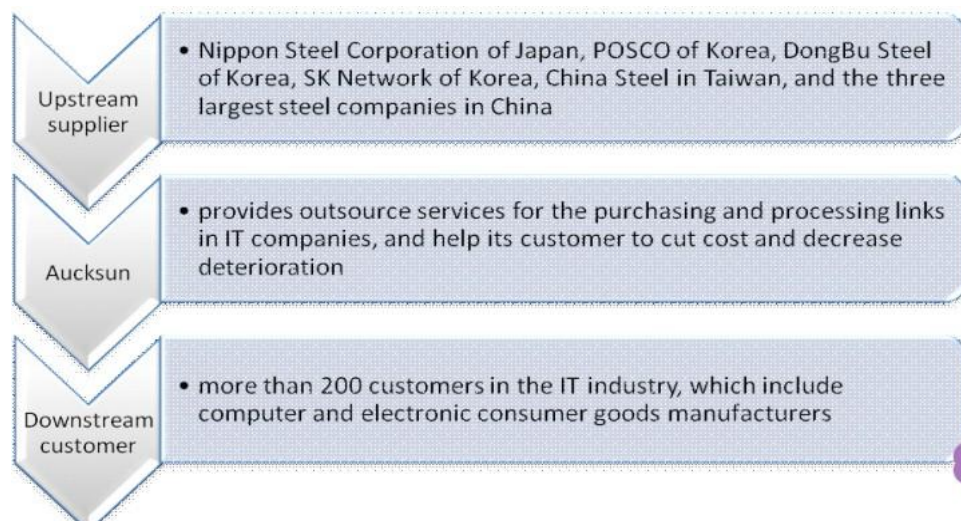 Upstream
supplier
• Nippon Steel Corporation of Japan, POSCO of Korea, DongBu Steel
of Korea, SK Network of Korea, China Steel in Taiwan, and the three
largest steel companies in China
Aucksun
• provides outsource services for the purchasing and processing links
in IT companies, and help its customer to cut cost and decrease
deterioration
Downstream
customer
• more than 200 customers in the IT industry, which include
computer and electronic consumer goods manufacturers